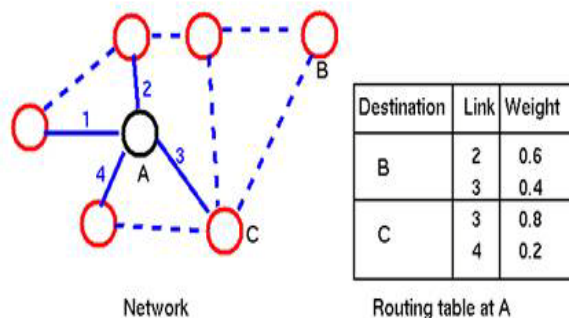 B
2
1
A
3
4
C
Network
Destination Link Weight
B
2 0.6
3 0.4
C
3 0.8
4 0.2
Routing table at A